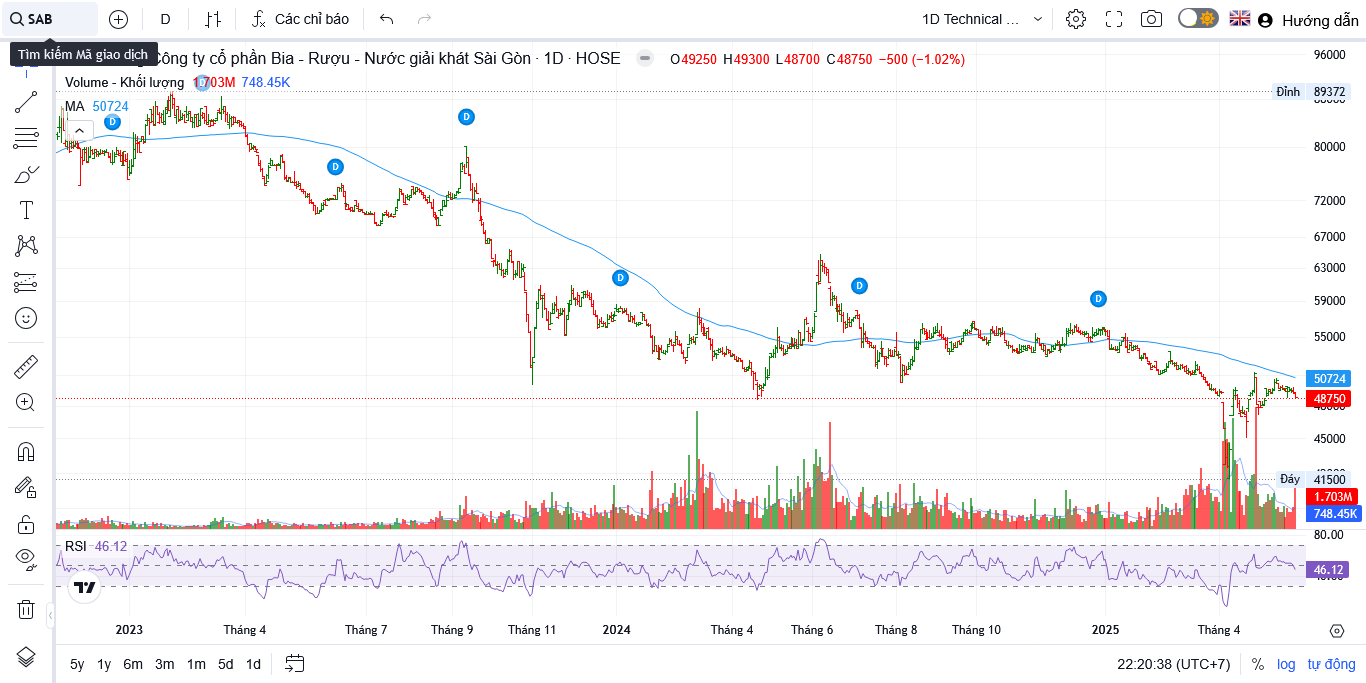 SAB
D
Các chỉ báo
1D Technical ...
Hướng dẫn
Tìm kiếm Mã giao dịch
Công ty cổ phần Bia - Rượu - Nước giải khát Sài Gòn · 1D · HOSE
O49250 H49300 L48700 C48750 −500 (−1.02%)
Volume - Khối lượng 1.703M 748.45K
MA 50724
D
D
D
D
D
D
D
96000
Đỉnh 89372
80000
72000
67000
63000
59000
55000
50724
48750
45000
Đáy 41500
1.703M
748.45K
80.00
RSI 46.12
46.12
2023
Tháng 4
Tháng 7
Tháng 9
Tháng 11
2024
Tháng 4
Tháng 6
Tháng 8
Tháng 10
2025
Tháng 4
5y 1y 6m 3m 1m 5d 1d
22:20:38 (UTC+7)
% log tự động